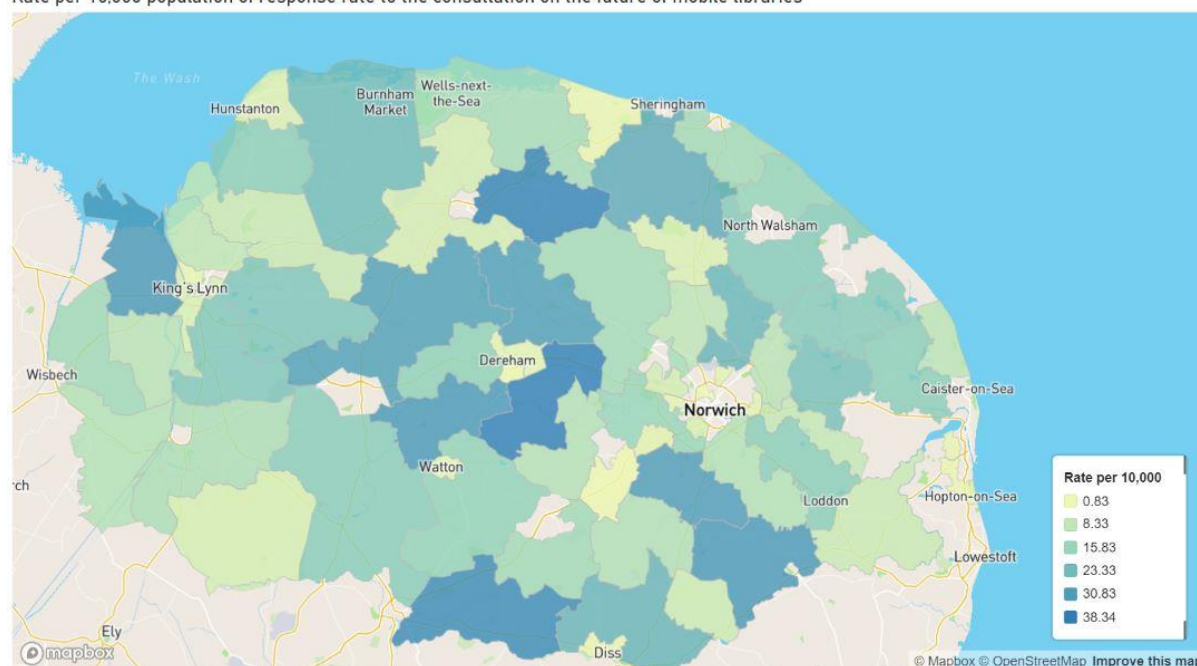 Rate per 10,000 population of response rate to the consultation on the future of mobile libraries
The Wash
Hunstanton
Burnham
Market
Wells-next-
the-Sea
Sheringham
North Walsham
King's Lynn
Wisbech
Dereham
Norwich
Caister-on-Sea
Watton
Loddon
Hopton-on-Sea
Lowestoft
rch
Ely
Diss
Rate per 10,000
0.83
8.33
15.83
23.33
30.83
38.34
mapbox
© Mapbox © OpenStreetMap Improve this map